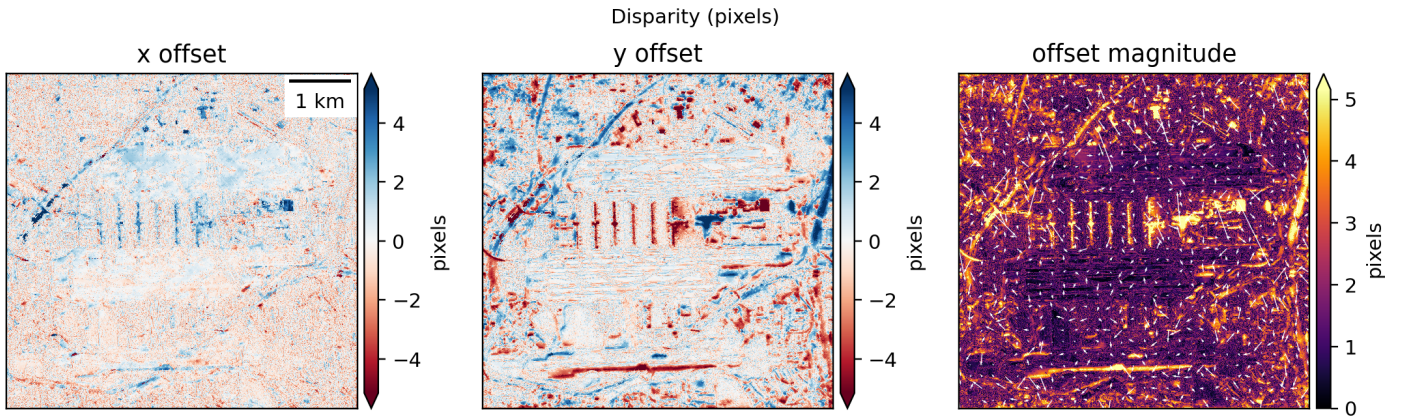 Disparity (pixels)
x offset
y offset
offset magnitude
1 km
4
2
0
−2
−4
pixels
4
2
0
−2
−4
pixels
5
4
3
2
1
0
pixels